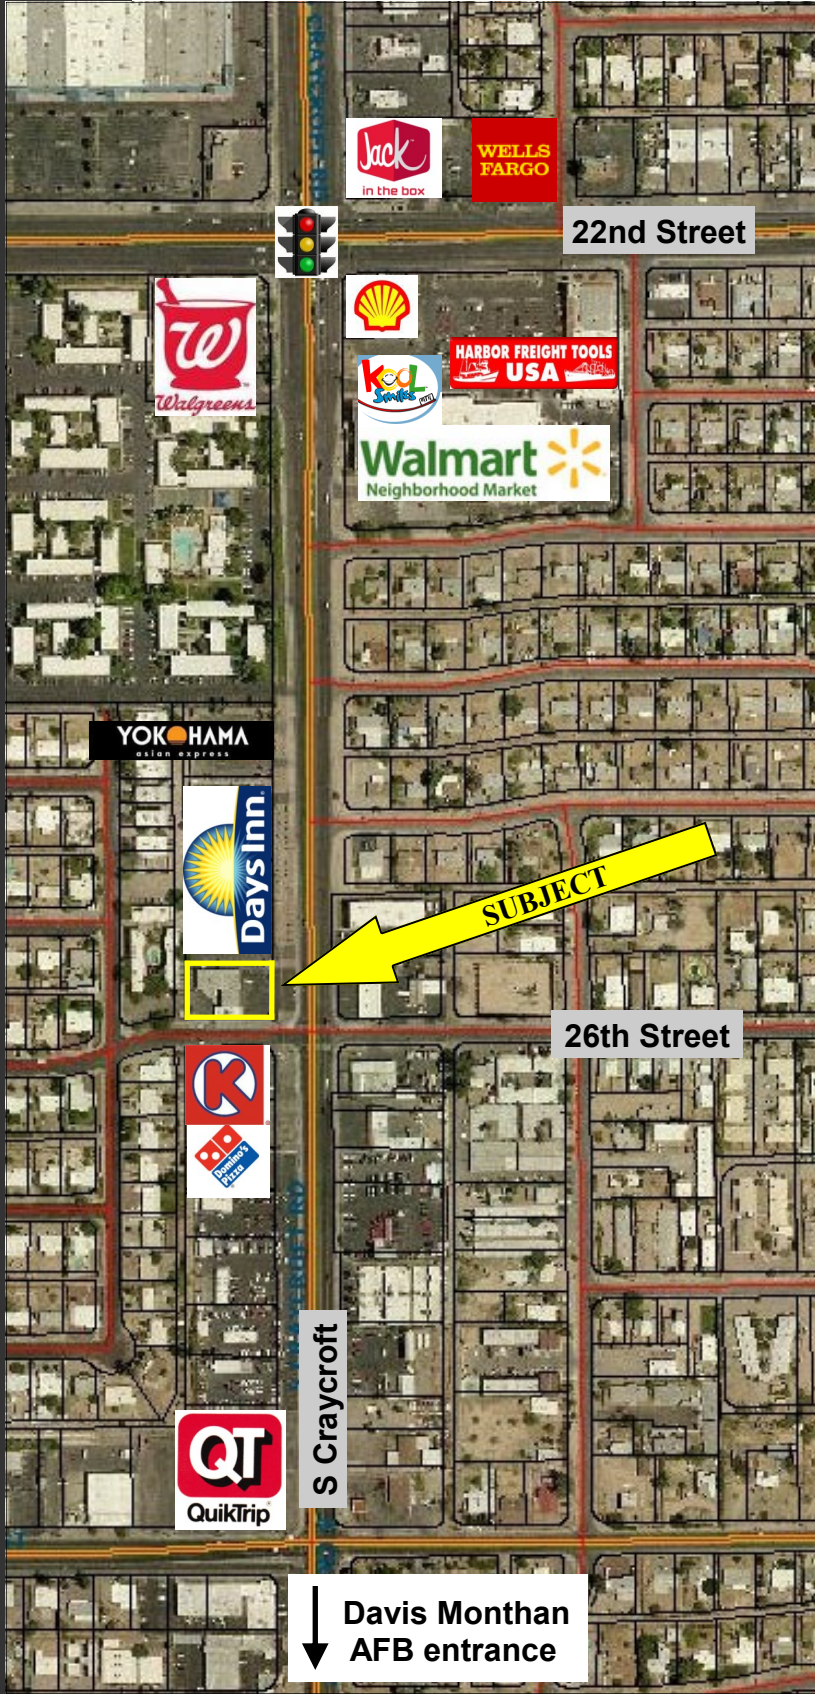 Jack
in the box
WELLS
FARGO
22nd Street
Walgreens
HARBOR FREIGHT TOOLS
USA
Kool
Smiles
Walmart
Neighborhood Market
YOKOHAMA
asian express
Days Inn
SUBJECT
26th Street
K
Domino's
Pizza
S Craycroft
QT
QuikTrip
Davis Monthan
AFB entrance